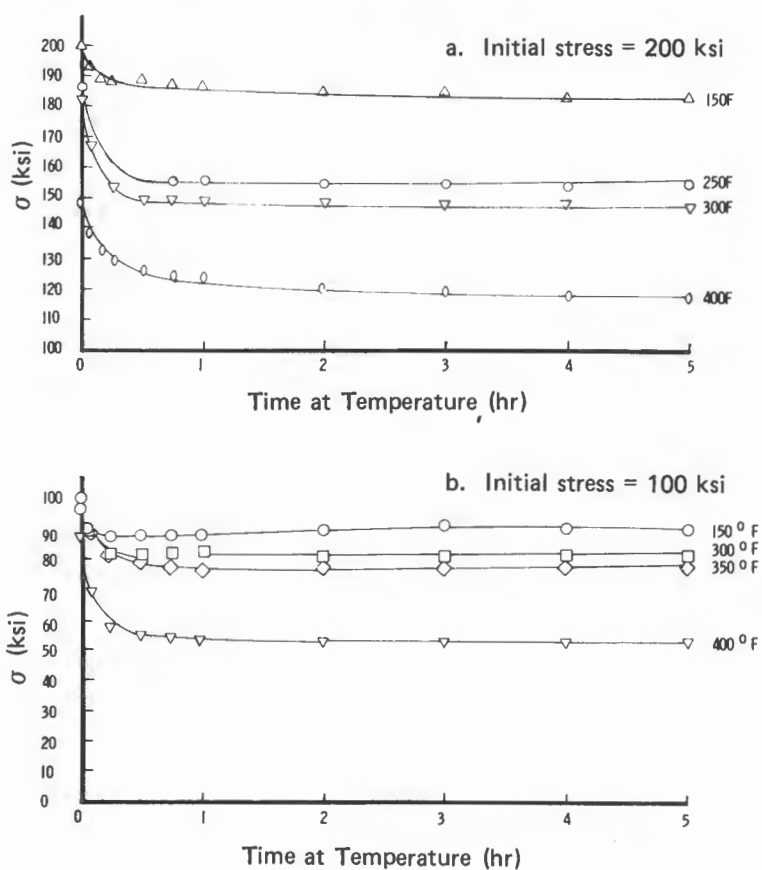 a. Initial stress = 200 ksi
σ (ksi)
200
190
180
170
160
150
140
130
120
110
100
150F
250F
300F
400F
0 1 2 3 4 5
Time at Temperature, (hr)
b. Initial stress = 100 ksi
σ (ksi)
100
90
80
70
60
50
40
30
20
10
0
150 ° F
300 ° F
350 ° F
400 ° F
0 1 2 3 4 5
Time at Temperature (hr)